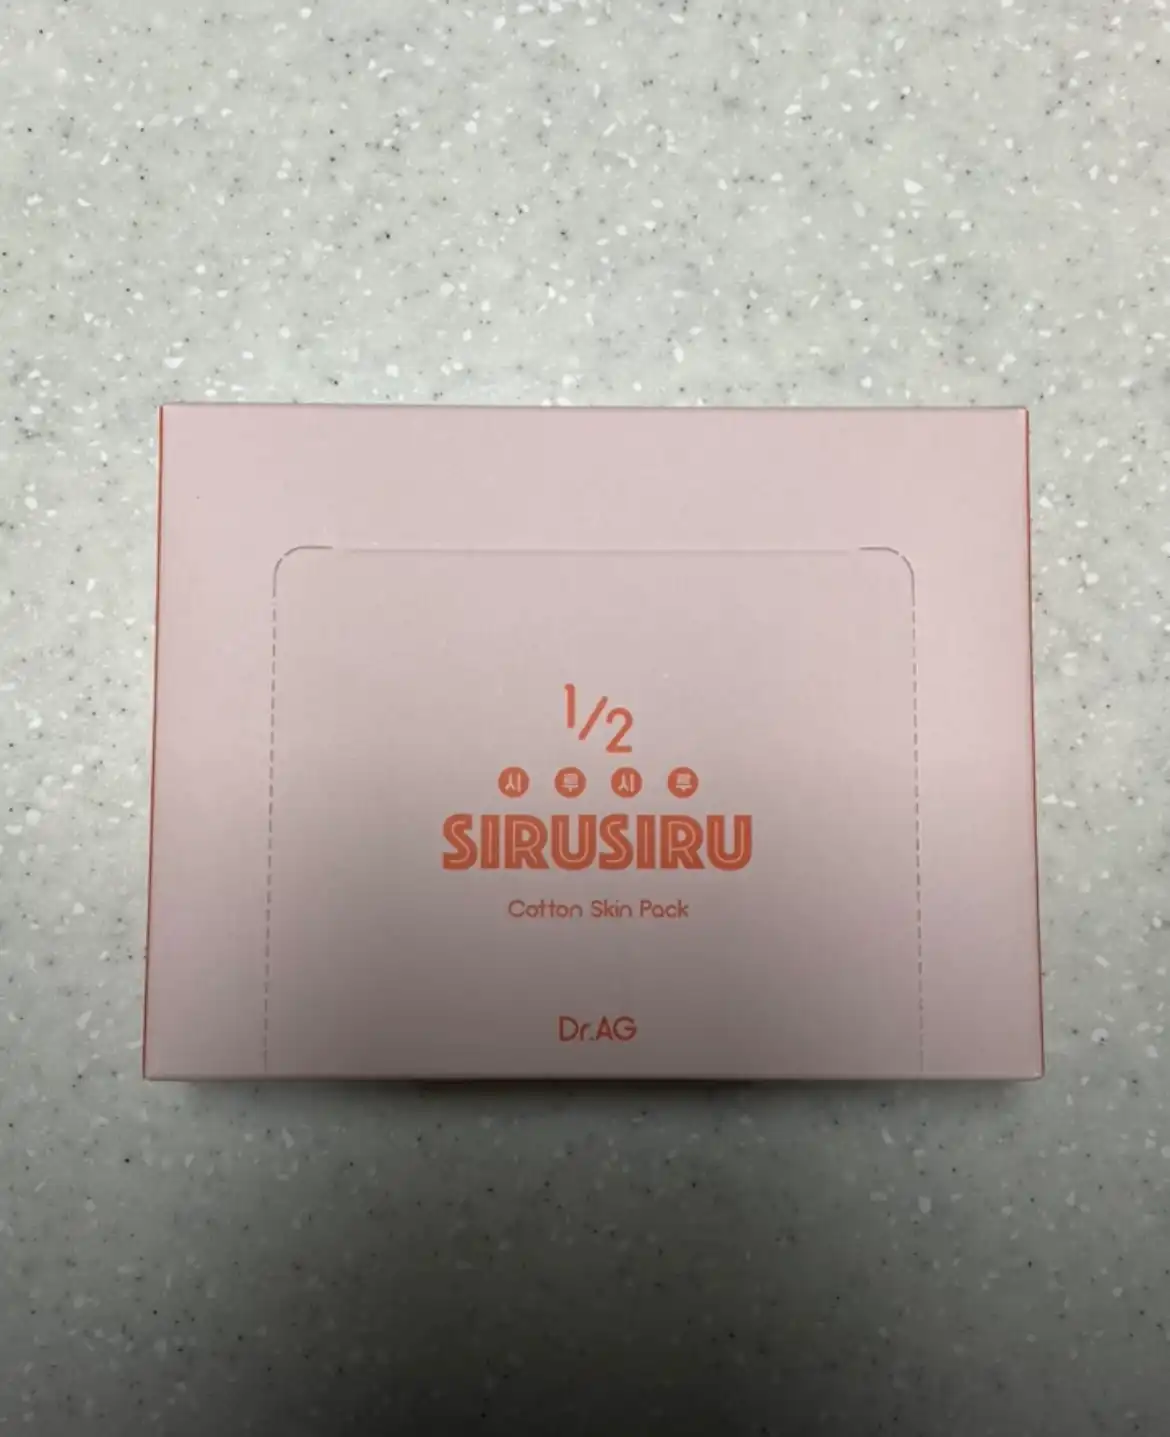 1/2
시루시루
SIRUSIRU
Cotton Skin Pack
Dr.AG